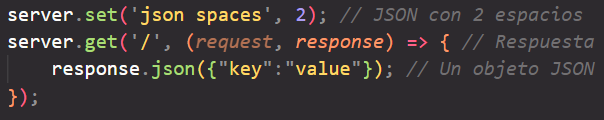 server.set('json spaces', 2); // JSON con 2 espacios
server.get('/', (request, response) => { // Respuesta
    response.json({"key":"value"}); // Un objeto JSON
});